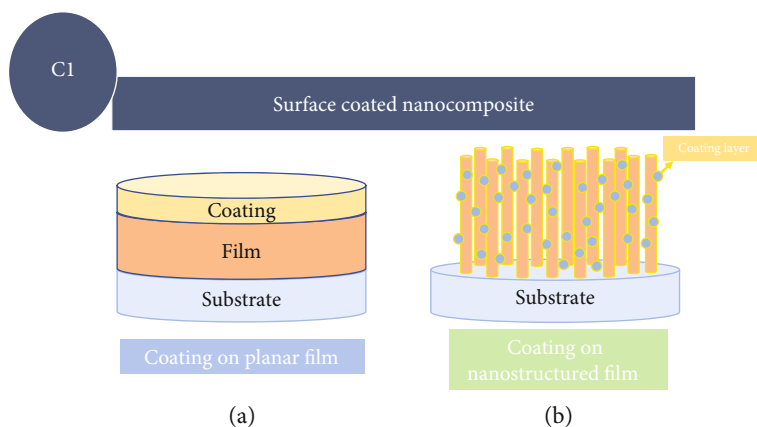 C1
Surface coated nanocomposite
Coating layer
Coating
Film
Substrate
Substrate
Coating on planar film
Coating on
nanostructured film
(a)
(b)